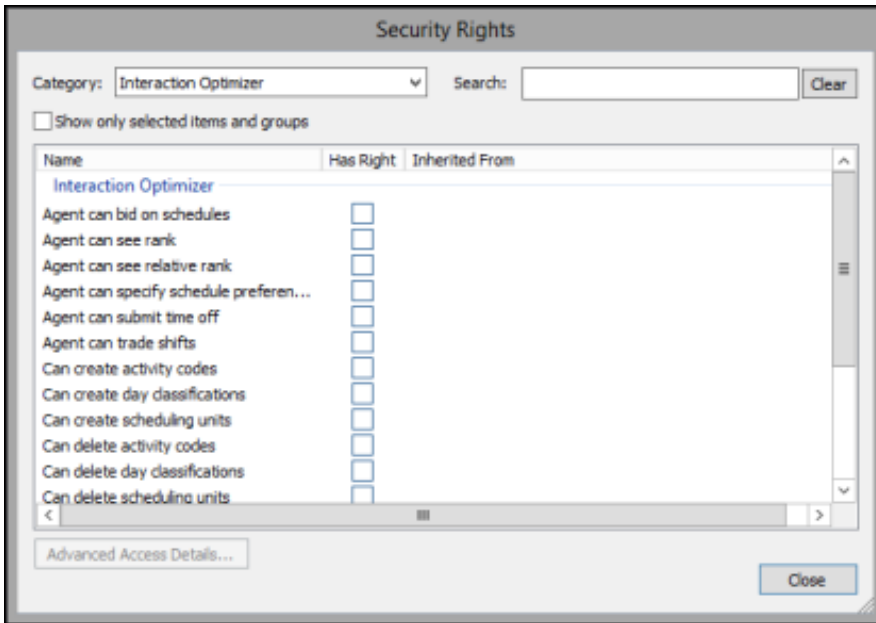 Security Rights
Category: Interaction Optimizer Search: Clear
Show only selected items and groups
Name Has Right Inherited From
Interaction Optimizer
Agent can bid on schedules
Agent can see rank
Agent can see relative rank
Agent can specify schedule preferen...
Agent can submit time off
Agent can trade shifts
Can create activity codes
Can create day classifications
Can create scheduling units
Can delete activity codes
Can delete day classifications
Can delete scheduling units
Advanced Access Details...
Close